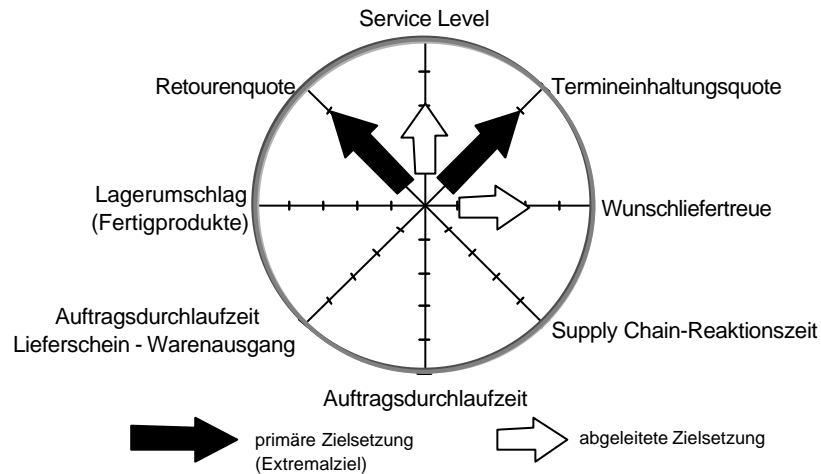 Service Level
Retourenquote
Termineinhaltungsquote
Lagerumschlag
(Fertigprodukte)
Wunschliefertreue
Auftragsdurchlaufzeit
Lieferschein - Warenausgang
Supply Chain-Reaktionszeit
Auftragsdurchlaufzeit
primäre Zielsetzung
(Extremalziel)
abgeleitete Zielsetzung